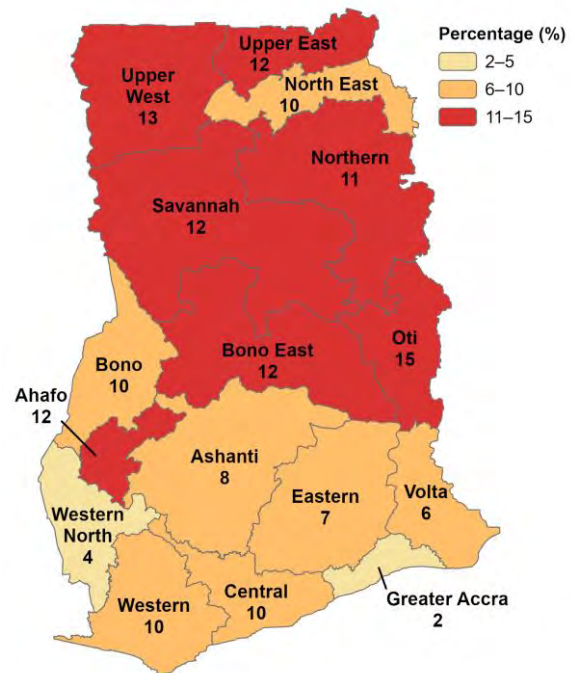 Percentage (%)
2–5
6–10
11–15
Upper East
12
Upper
West
13
North East
10
Northern
11
Savannah
12
Oti
15
Bono East
12
Bono
10
Ahafo
12
Ashanti
8
Eastern
7
Volta
6
Western
North
4
Western
10
Central
10
Greater Accra
2